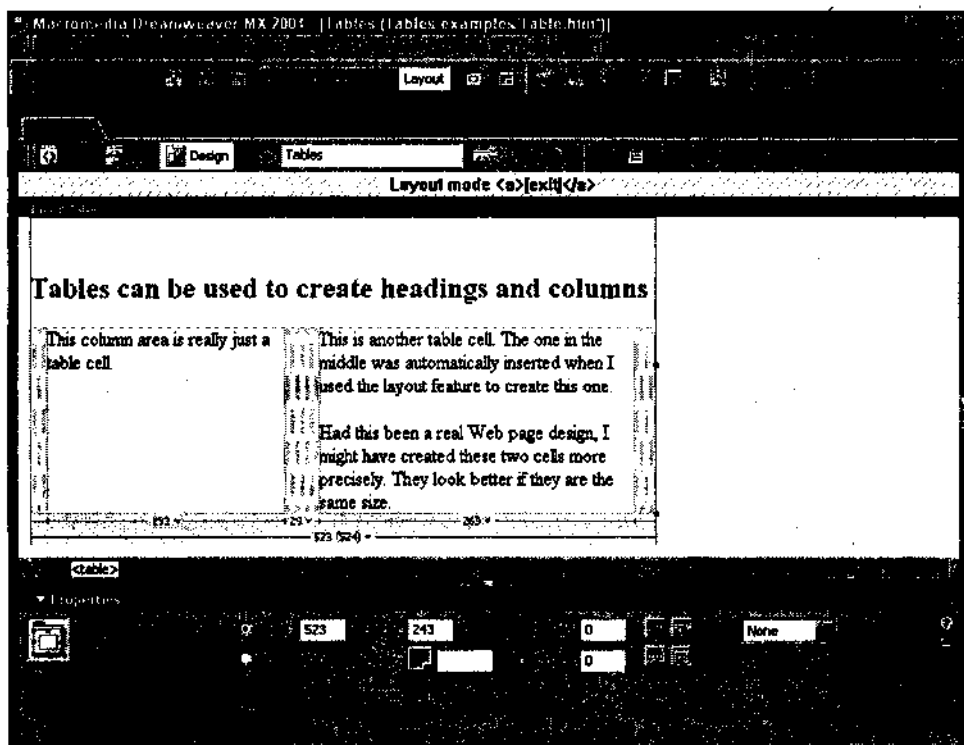 Macromedia Dreamweaver MX 2004 - [Tables (Tables examples/Table.htm*)]
Layout
Design
Tables
Layout mode <a>[exit]</a>
Layout Table
Tables can be used to create headings and columns
This column area is really just a
table cell.
This is another table cell. The one in the
middle was automatically inserted when I
used the layout feature to create this one.
Had this been a real Web page design, I
might have created these two cells more
precisely. They look better if they are the
same size.
29
263
523 (524)
<table>
Properties
523
243
0
None
0